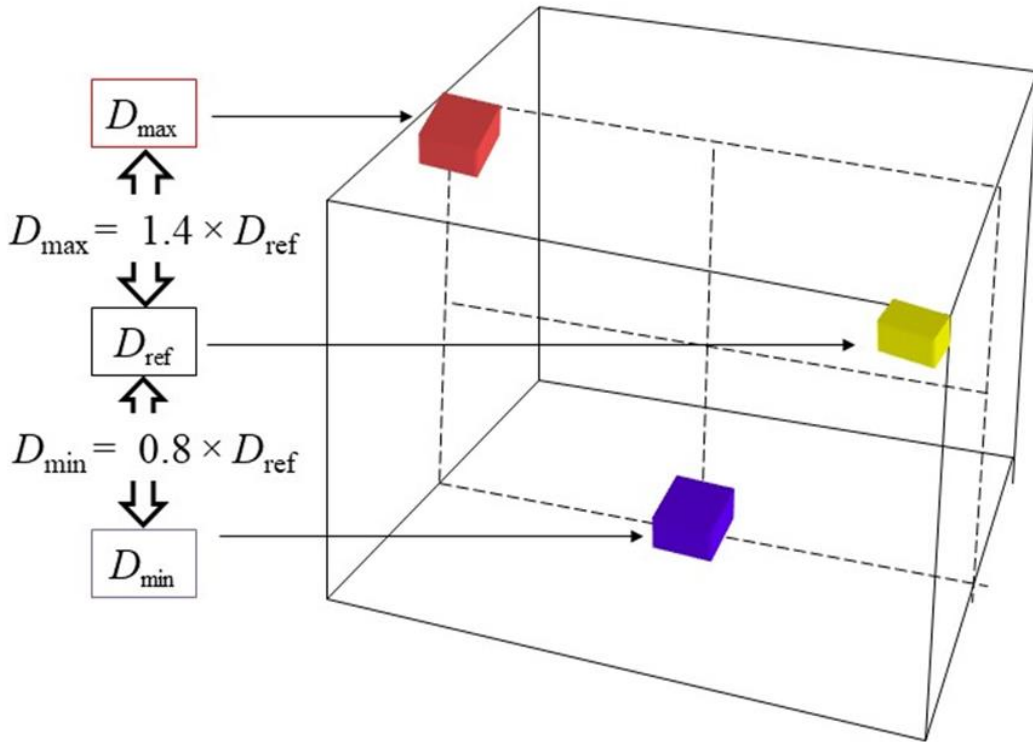 Dmax
Dmax = 1.4 × Dref
Dref
Dmin = 0.8 × Dref
Dmin